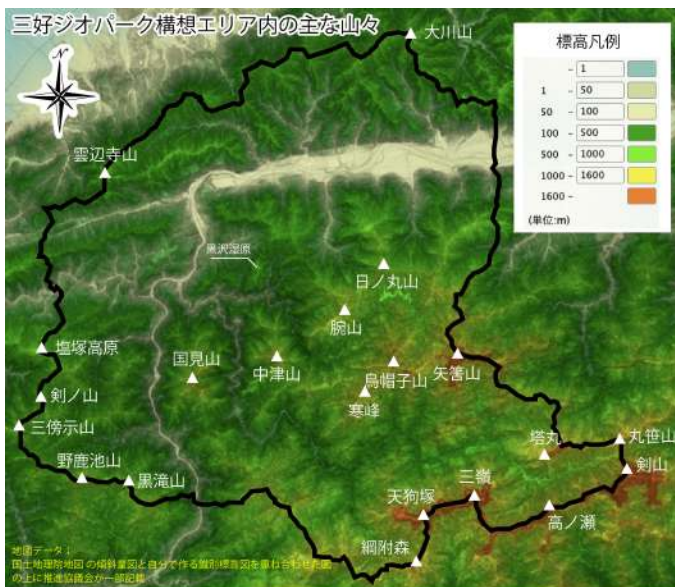 三好ジオパーク構想エリア内の主な山々
大川山
標高凡例
- 1
1 - 50
50 - 100
100 - 500
500 - 1000
1000 - 1600
1600 -
(単位:m)
N
雲辺寺山
黒沢湿原
日ノ丸山
腕山
塩塚高原
国見山
中津山
烏帽子山
矢筈山
寒峰
剣ノ山
三傍示山
野鹿池山
黒滝山
塔丸
丸笹山
剣山
三嶺
天狗塚
高ノ瀬
綱附森
地図データ:
国土地理院地図の傾斜量図と自分で作る識別標高図を重ね合わせた図
の上に推進協議会が一部記載